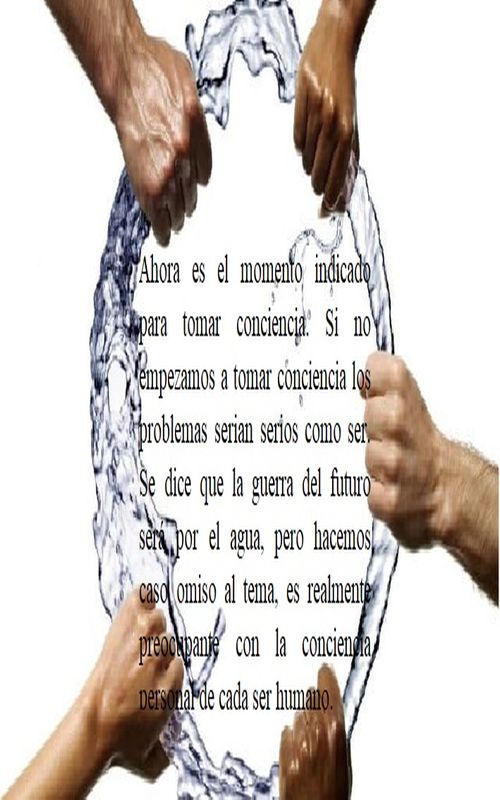 Ahora es el momento indicado
para tomar conciencia. Si no
empezamos a tomar conciencia los
problemas serian serios como ser.
Se dice que la guerra del futuro
será por el agua, pero hacemos
caso omiso al tema, es realmente
preocupante con la conciencia
personal de cada ser humano.